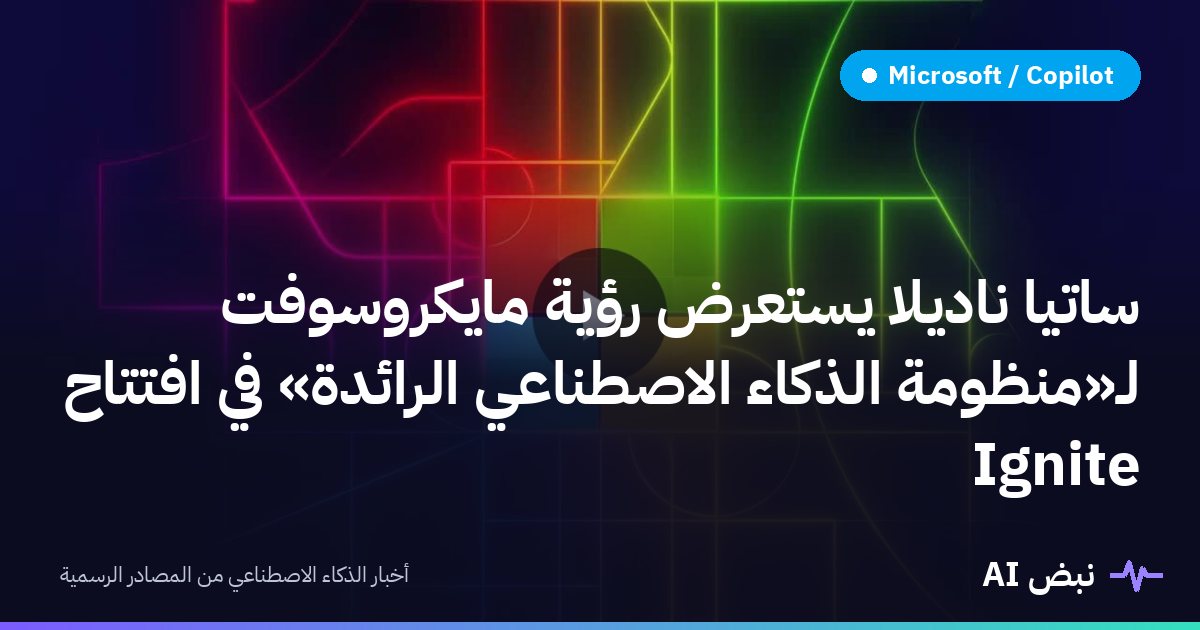 Microsoft / Copilot
ساتيا ناديلا يستعرض رؤية مايكروسوفت
لـ«منظومة الذكاء الاصطناعي الرائدة» في افتتاح
Ignite
نبض AI
أخبار الذكاء الاصطناعي من المصادر الرسمية